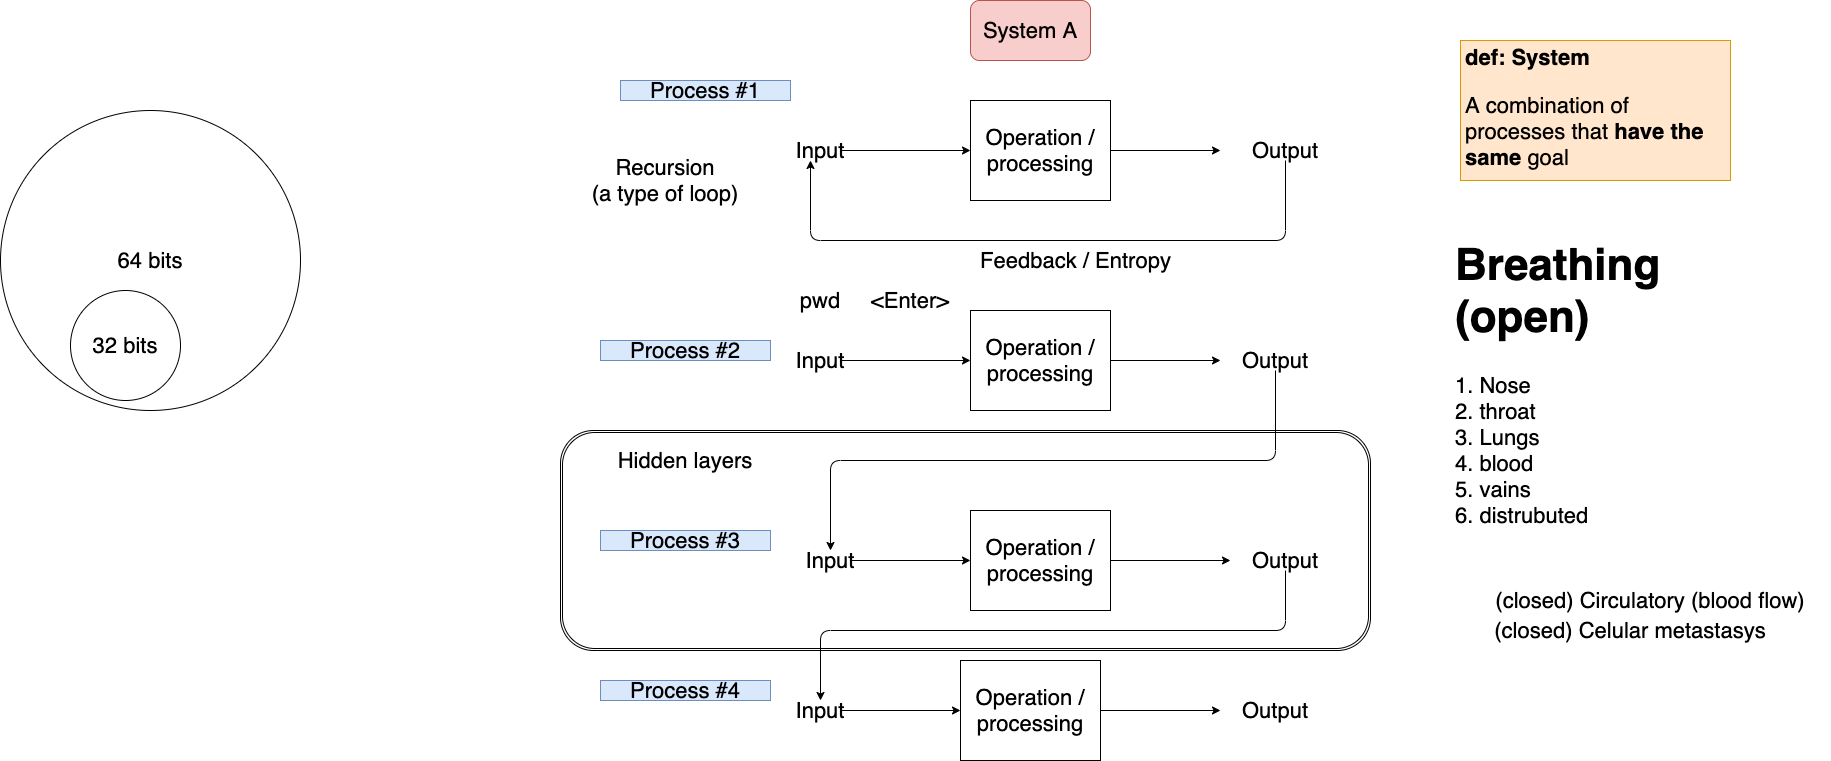 System A
def: System
A combination of
processes that have the
same goal
Process #1
Input
Operation /
processing
Output
Recursion
(a type of loop)
Feedback / Entropy
64 bits
32 bits
Breathing
(open)
pwd
<Enter>
Process #2
Input
Operation /
processing
Output
1. Nose
2. throat
3. Lungs
4. blood
5. vains
6. distrubuted
Hidden layers
Process #3
Input
Operation /
processing
Output
(closed) Circulatory (blood flow)
(closed) Celular metastasys
Process #4
Input
Operation /
processing
Output